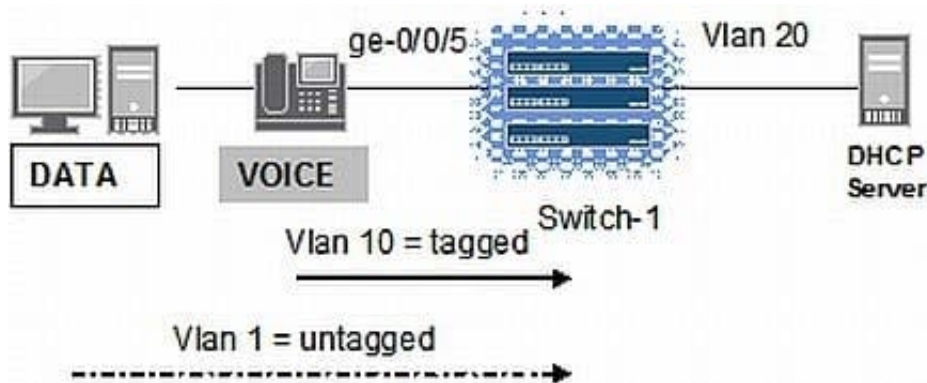 ge-0/0/5
Vlan 20
DATA
VOICE
DHCP
Server
Switch-1
Vlan 10 = tagged
Vlan 1 = untagged